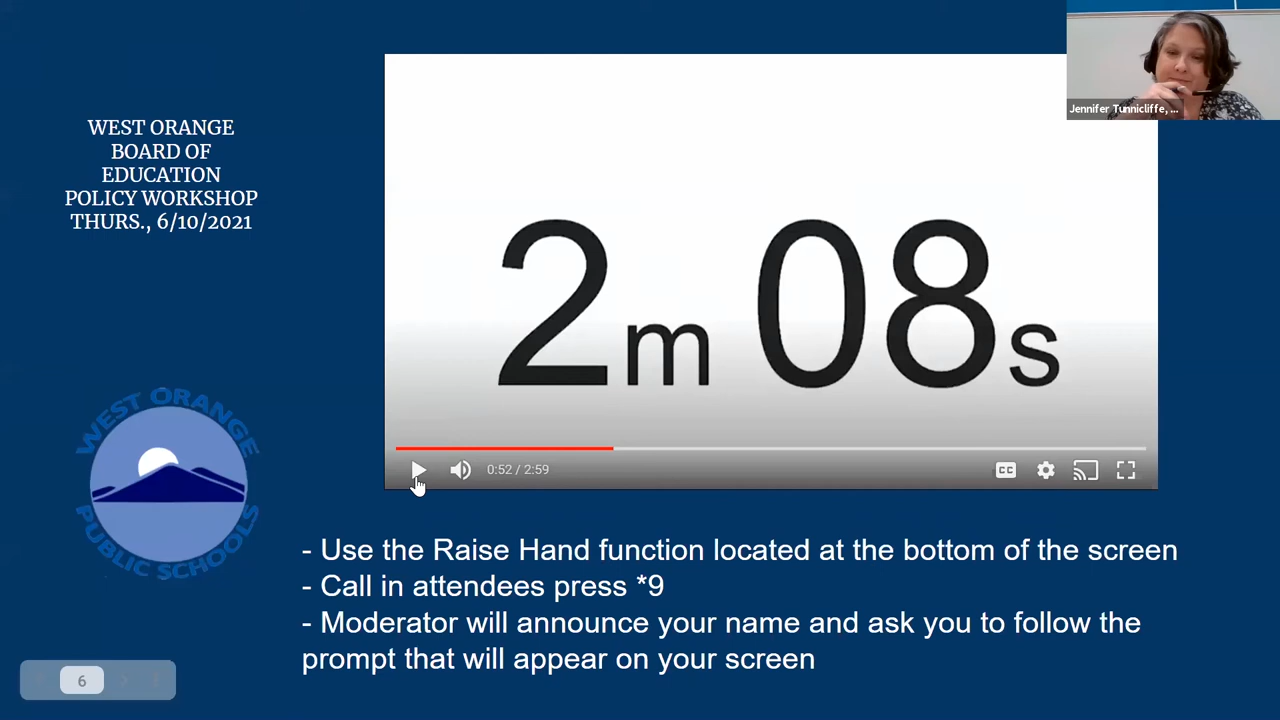 WEST ORANGE
BOARD OF
EDUCATION
POLICY WORKSHOP
THURS., 6/10/2021
WEST ORANGE
PUBLIC SCHOOLS
2m 08s
0:52 / 2:59
CC
Jennifer Tunnicliffe, ...
- Use the Raise Hand function located at the bottom of the screen
- Call in attendees press *9
- Moderator will announce your name and ask you to follow the
prompt that will appear on your screen
6